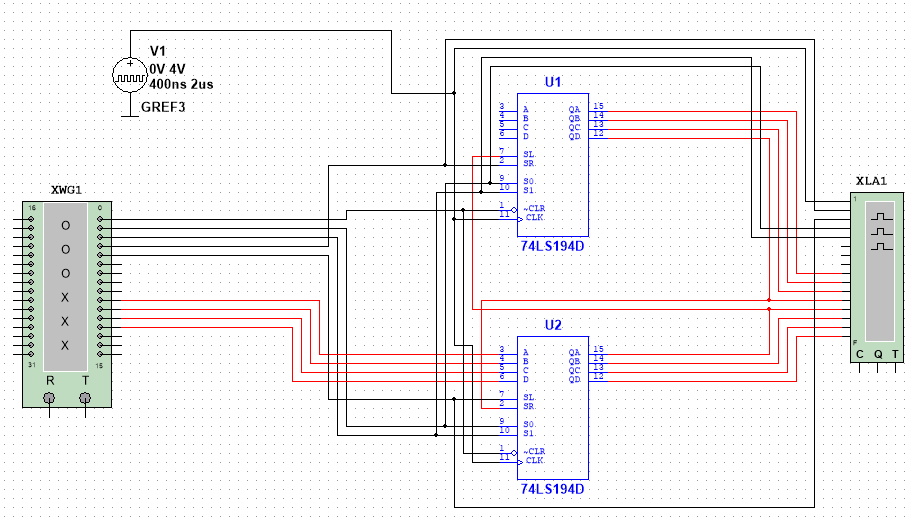 V1
0V 4V
400ns 2us
GREF3
XWG1
16
0
O
O
O
X
X
X
31
15
R
T
U1
3 A QA 15
4 B QB 14
5 C QC 13
6 D QD 12
7 SL
2 SR
9 S0
10 S1
1 ~CLR
11 CLK
74LS194D
U2
3 A QA 15
4 B QB 14
5 C QC 13
6 D QD 12
7 SL
2 SR
9 S0
10 S1
1 ~CLR
11 CLK
74LS194D
XLA1
1
F
C Q T